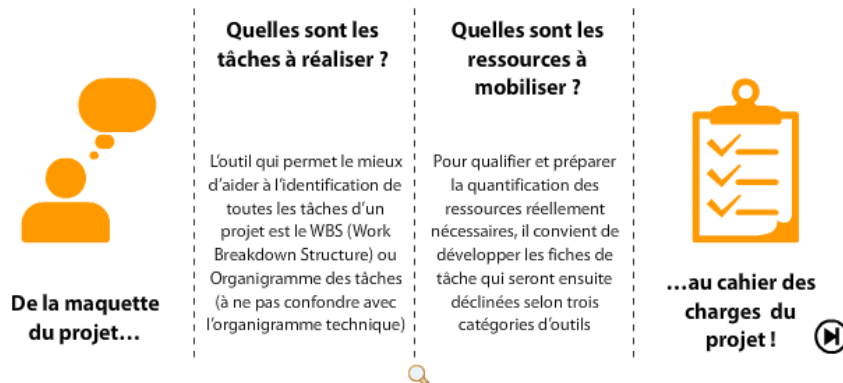 De la maquette
du projet…
Quelles sont les
tâches à réaliser ?
L'outil qui permet le mieux
d'aider à l'identification de
toutes les tâches d'un
projet est le WBS (Work
Breakdown Structure) ou
Organigramme des tâches
(à ne pas confondre avec
l'organigramme technique)
Quelles sont les
ressources à
mobiliser ?
Pour qualifier et préparer
la quantification des
ressources réellement
nécessaires, il convient de
développer les fiches de
tâche qui seront ensuite
déclinées selon trois
catégories d'outils
…au cahier des
charges du
projet !